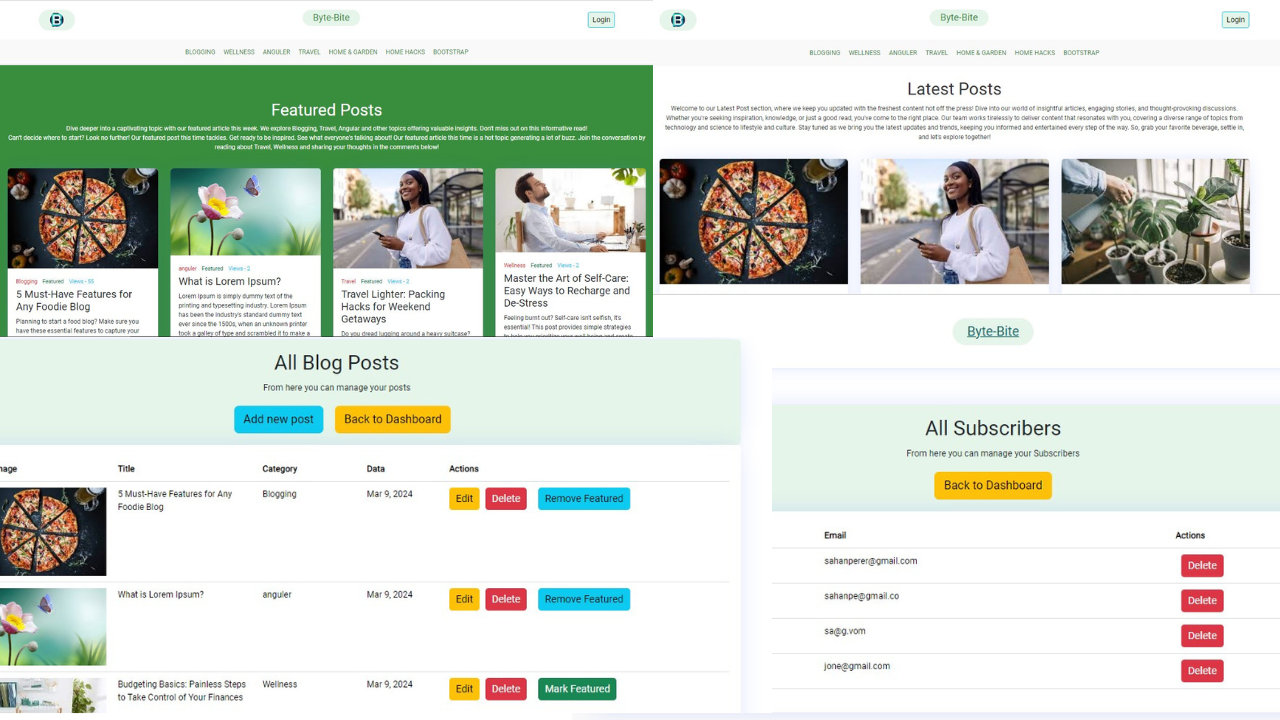 B
Byte-Bite
Login
BLOGGING WELLNESS ANGULER TRAVEL HOME & GARDEN HOME HACKS BOOTSTRAP
Featured Posts
Dive deeper into a captivating topic with our featured article this week. We explore Blogging, Travel, Angular and other topics offering valuable insights. Don't miss out on this informative read!
Can't decide where to start? Look no further! Our featured post this time tackles. Get ready to be inspired. See what everyone's talking about! Our featured article this time is a hot topic generating a lot of buzz. Join the conversation by
reading about Travel, Wellness and sharing your thoughts in the comments below!
Blogging Featured Views - 55
5 Must-Have Features for
Any Foodie Blog
Planning to start a food blog? Make sure you
have these essential features to capture your
anguler Featured Views - 2
What is Lorem Ipsum?
Lorem Ipsum is simply dummy text of the
printing and typesetting industry. Lorem Ipsum
has been the industry's standard dummy text
ever since the 1500s, when an unknown printer
took a galley of type and scrambled it to make a
Travel Featured Views - 2
Travel Lighter: Packing
Hacks for Weekend
Getaways
Do you dread lugging around a heavy suitcase?
Wellness Featured Views - 2
Master the Art of Self-Care:
Easy Ways to Recharge and
De-Stress
Feeling burnt out? Self-care isn't selfish, it's
essential! This post provides simple strategies
B
Byte-Bite
Login
BLOGGING WELLNESS ANGULER TRAVEL HOME & GARDEN HOME HACKS BOOTSTRAP
Latest Posts
Welcome to our Latest Post section, where we keep you updated with the freshest content hot off the press! Dive into our world of insightful articles, engaging stories, and thought-provoking discussions.
Whether you're seeking inspiration, knowledge, or just a good read, you've come to the right place. Our team works tirelessly to deliver content that resonates with you, covering a diverse range of topics from
technology and science to lifestyle and culture. Stay tuned as we bring you the latest updates and trends, keeping you informed and entertained every step of the way. So, grab your favorite beverage, settle in,
and let's explore together!
All Blog Posts
From here you can manage your posts
Add new post Back to Dashboard
mage Title Category Data Actions
5 Must-Have Features for Any Blogging Mar 9, 2024 Edit Delete Remove Featured
Foodie Blog
What is Lorem Ipsum? anguler Mar 9, 2024 Edit Delete Remove Featured
Budgeting Basics: Painless Steps Wellness Mar 9, 2024 Edit Delete Mark Featured
to Take Control of Your Finances
Byte-Bite
All Subscribers
From here you can manage your Subscribers
Back to Dashboard
Email Actions
sahanperer@gmail.com Delete
sahanpe@gmail.co Delete
sa@g.vom Delete
jone@gmail.com Delete